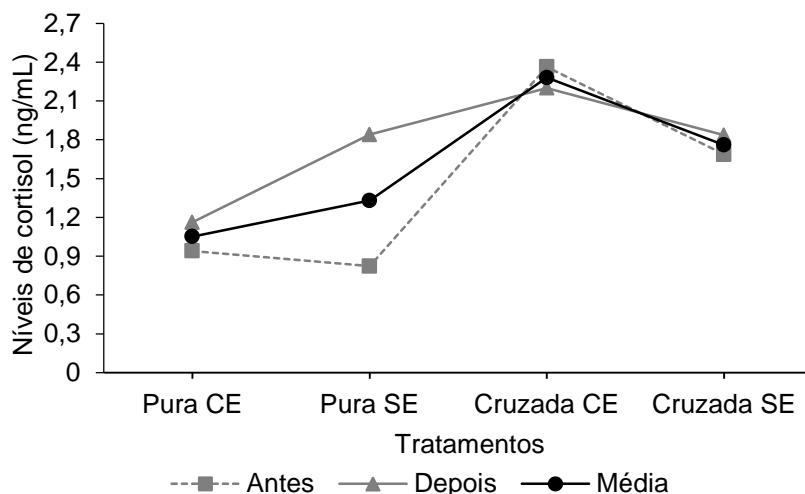 Níveis de cortisol (ng/mL)
2,7
2,4
2,1
1,8
1,5
1,2
0,9
0,6
0,3
0
Pura CE Pura SE Cruzada CE Cruzada SE
Tratamentos
Antes Depois Média